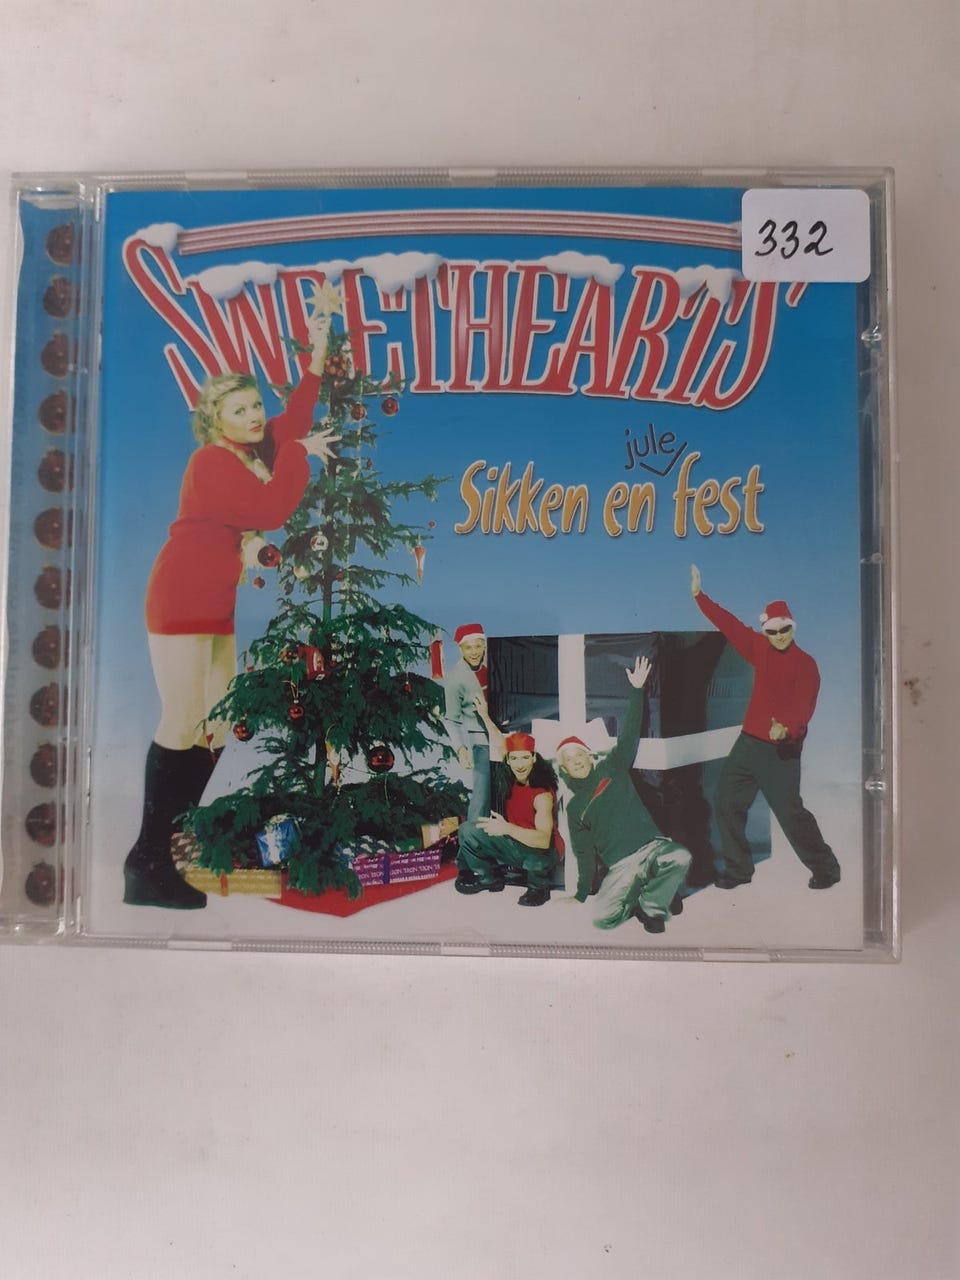 332
SWEETHEARTS'
jule
Sikken en fest